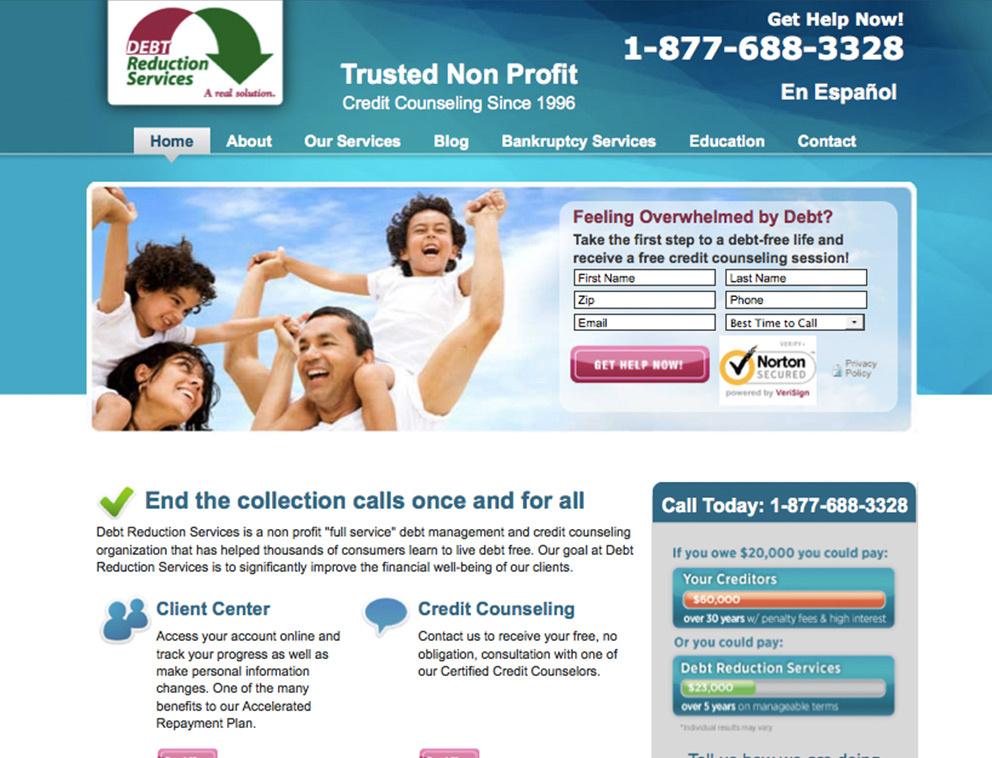 DEBT
Reduction
Services
A real solution.
Get Help Now!
1-877-688-3328
Trusted Non Profit
Credit Counseling Since 1996
En Español
Home About Our Services Blog Bankruptcy Services Education Contact
Feeling Overwhelmed by Debt?
Take the first step to a debt-free life and
receive a free credit counseling session!
First Name Last Name
Zip Phone
Email Best Time to Call
GET HELP NOW!
VERIFY
Norton
SECURED
powered by VeriSign
Privacy
Policy
End the collection calls once and for all
Debt Reduction Services is a non profit "full service" debt management and credit counseling
organization that has helped thousands of consumers learn to live debt free. Our goal at Debt
Reduction Services is to significantly improve the financial well-being of our clients.
Client Center
Access your account online and
track your progress as well as
make personal information
changes. One of the many
benefits to our Accelerated
Repayment Plan.
Credit Counseling
Contact us to receive your free, no
obligation, consultation with one of
our Certified Credit Counselors.
Call Today: 1-877-688-3328
If you owe $20,000 you could pay:
Your Creditors
$60,000
over 30 years w/ penalty fees & high interest
Or you could pay:
Debt Reduction Services
$23,000
over 5 years on manageable terms
*Individual results may vary
Tell us how we are doing